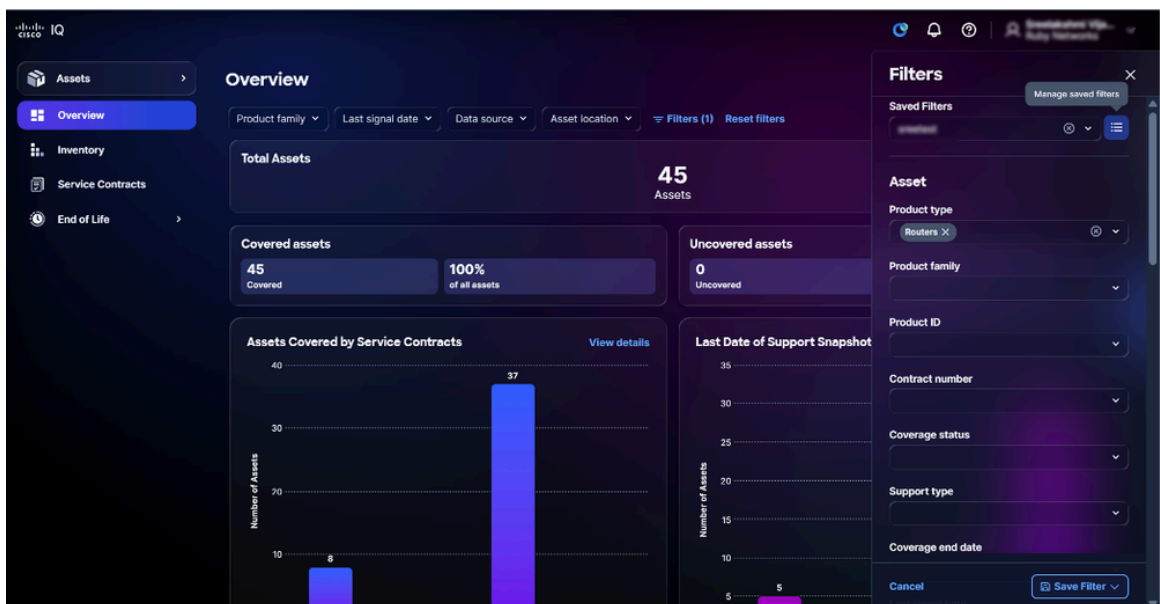 cisco IQ
Assets
Overview
Inventory
Service Contracts
End of Life
Overview
Product family Last signal date Data source Asset location Filters (1) Reset filters
Total Assets
45
Assets
Covered assets
45
Covered
100%
of all assets
Uncovered assets
0
Uncovered
Assets Covered by Service Contracts View details
40
37
30
20
10
8
Number of Assets
Last Date of Support Snapshot
35
30
25
20
15
10
5
5
Number of Assets
Filters
Manage saved filters
Saved Filters
Asset
Product type
Routers
Product family
Product ID
Contract number
Coverage status
Support type
Coverage end date
Cancel Save Filter